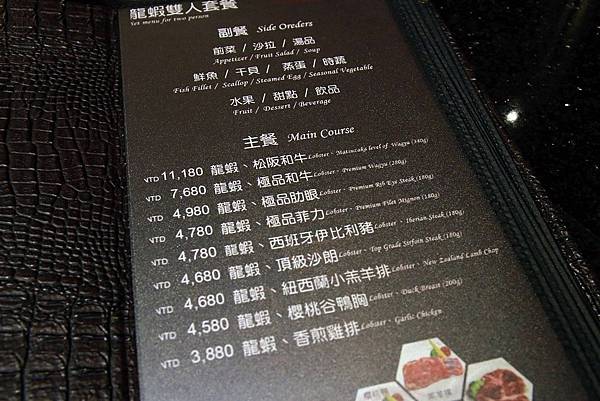 龍蝦雙人套餐
Set menu for two person
副餐 Side Oreders
前菜 / 沙拉 / 湯品
Appetizer / Fruit Salad / Soup
鮮魚 / 干貝 / 蒸蛋 / 時蔬
Fish Fillet / Scallop / Steamed Egg / Seasonal Vegetable
水果 / 甜點 / 飲品
Fruit / Dessert / Beverage
主餐 Main Course
NTD 11,180 龍蝦、松阪和牛 Lobster、Matsuzaka level of Wagyu (180g)
NTD 7,680 龍蝦、極品和牛 Lobster、Premium Wagyu (180g)
NTD 4,980 龍蝦、極品肋眼 Lobster、Premium Rib Eye Steak (180g)
NTD 4,780 龍蝦、極品菲力 Lobster、Premium Fillet Mignon (180g)
NTD 4,780 龍蝦、西班牙伊比利豬 Lobster、Iberian Steak (180g)
NTD 4,680 龍蝦、頂級沙朗 Lobster、Top Grade Sirloin Steak (180g)
NTD 4,680 龍蝦、紐西蘭小羔羊排 Lobster、New Zealand Lamb Chop
NTD 4,580 龍蝦、櫻桃谷鴨胸 Lobster、Duck Breast (200g)
NTD 3,880 龍蝦、香煎雞排 Lobster、Garlic Chicken